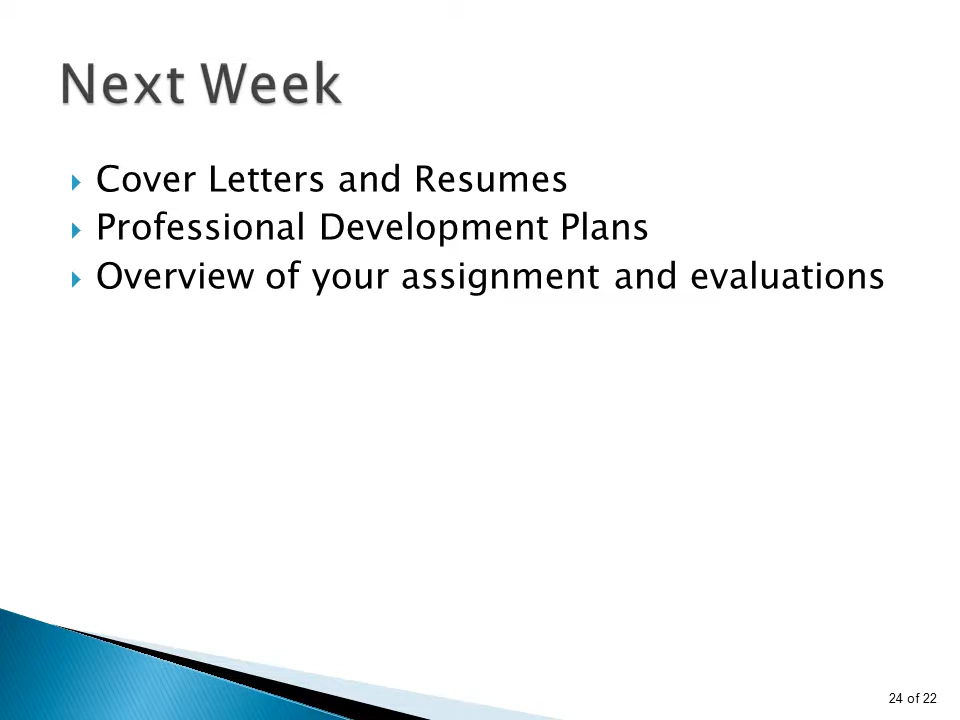 Next Week
Cover Letters and Resumes
Professional Development Plans
Overview of your assignment and evaluations
24 of 22